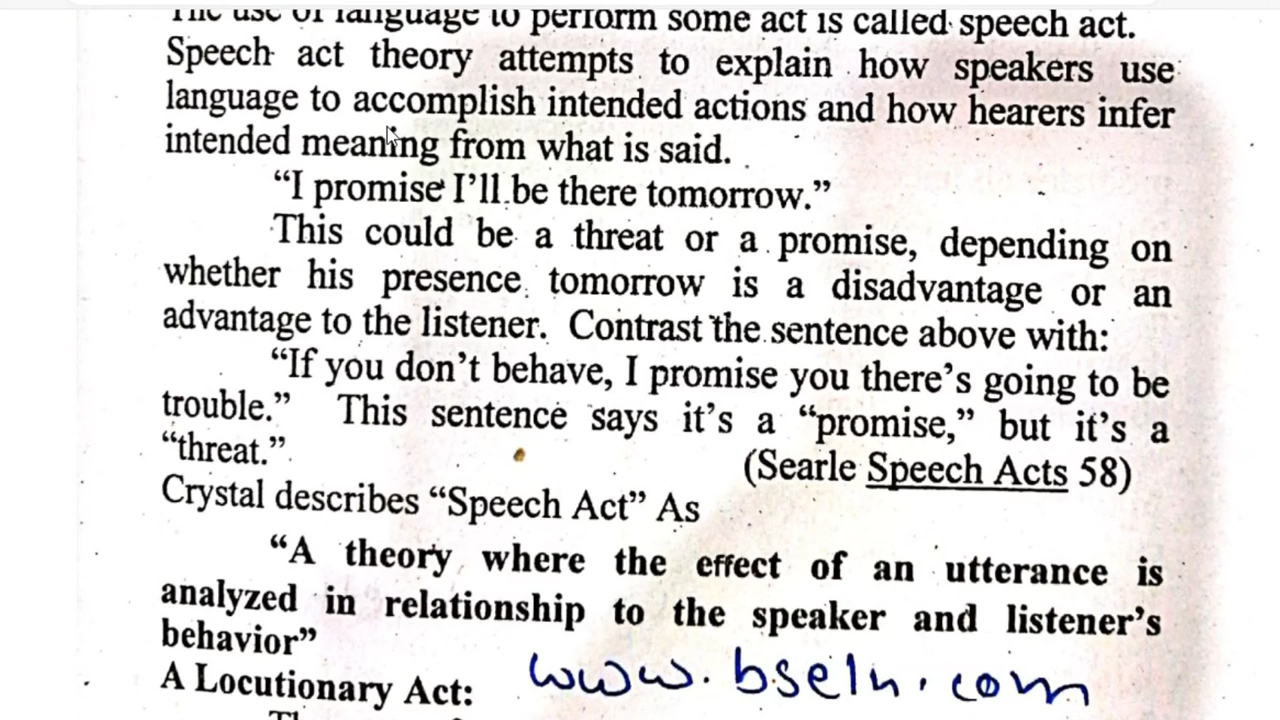 The use of language to perform some act is called speech act.
Speech act theory attempts to explain how speakers use
language to accomplish intended actions and how hearers infer
intended meaning from what is said.
“I promise I’ll be there tomorrow.”
This could be a threat or a promise, depending on
whether his presence tomorrow is a disadvantage or an
advantage to the listener. Contrast the sentence above with:
“If you don’t behave, I promise you there’s going to be
trouble.” This sentence says it’s a “promise,” but it’s a
“threat.” (Searle Speech Acts 58)
Crystal describes “Speech Act” As
“A theory where the effect of an utterance is
analyzed in relationship to the speaker and listener’s
behavior”
A Locutionary Act:
www.bseln.com